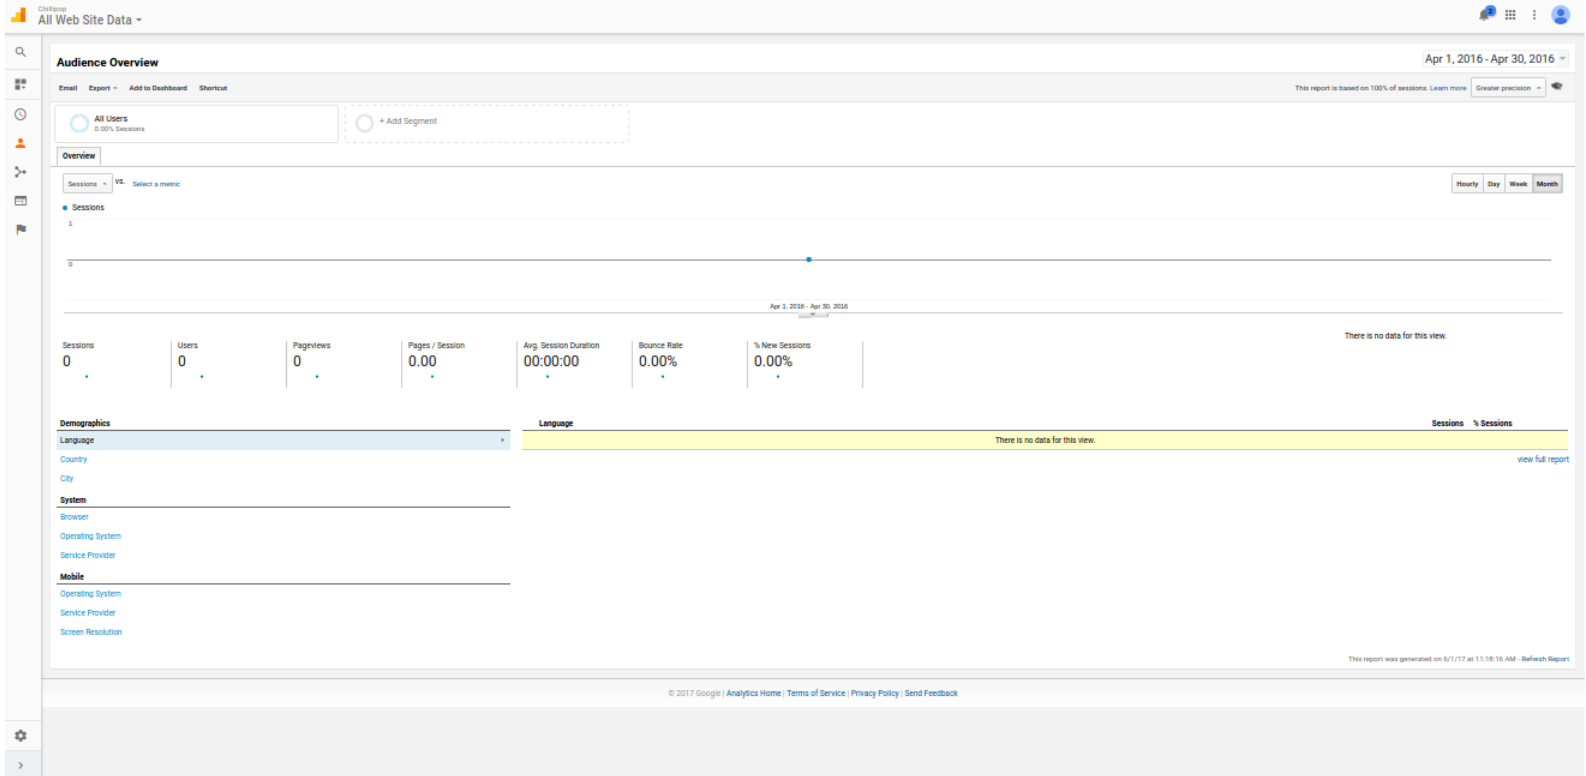 Chillipop
All Web Site Data
2
Audience Overview
Apr 1, 2016 - Apr 30, 2016
Email Export Add to Dashboard Shortcut
This report is based on 100% of sessions. Learn more Greater precision
All Users
0.00% Sessions
+ Add Segment
Overview
Sessions VS. Select a metric
Hourly Day Week Month
Sessions
1
0
Apr 1, 2016 - Apr 30, 2016
There is no data for this view.
Sessions Users Pageviews Pages / Session Avg. Session Duration Bounce Rate % New Sessions
0 0 0 0.00 00:00:00 0.00% 0.00%
Demographics
Language
Country
City
System
Browser
Operating System
Service Provider
Mobile
Operating System
Service Provider
Screen Resolution
Language Sessions % Sessions
There is no data for this view.
view full report
This report was generated on 6/1/17 at 11:18:16 AM - Refresh Report
© 2017 Google | Analytics Home | Terms of Service | Privacy Policy | Send Feedback